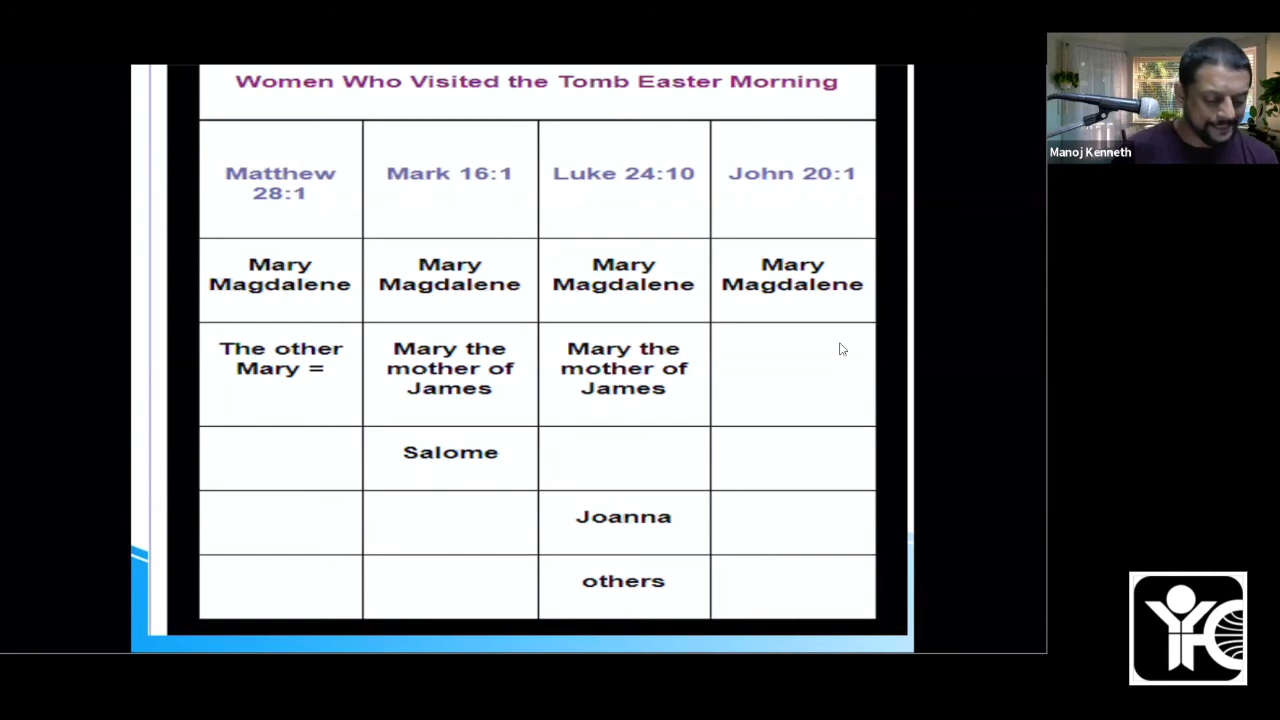 Women Who Visited the Tomb Easter Morning
Matthew
28:1
Mark 16:1
Luke 24:10
John 20:1
Mary
Magdalene
Mary
Magdalene
Mary
Magdalene
Mary
Magdalene
The other
Mary =
Mary the
mother of
James
Mary the
mother of
James
Salome
Joanna
others
Manoj Kenneth
YFC